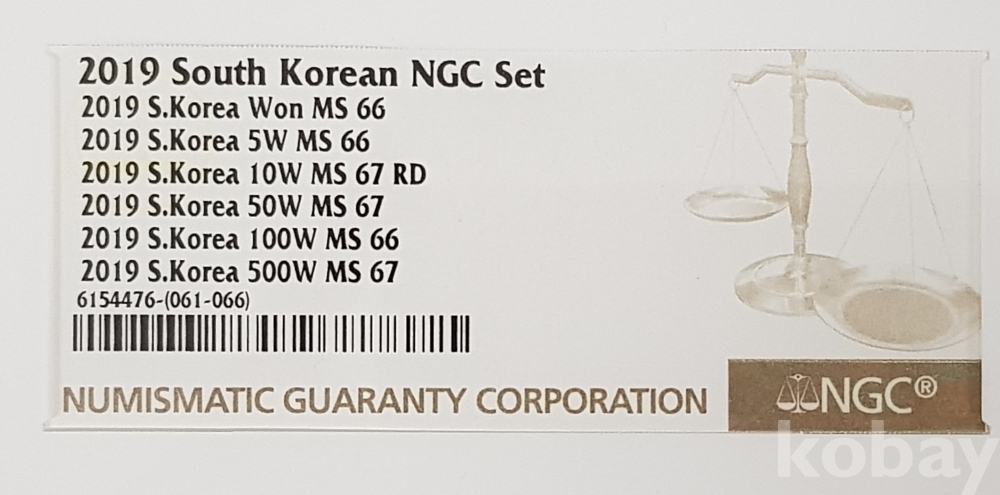 2019 South Korean NGC Set
2019 S.Korea Won MS 66
2019 S.Korea 5W MS 66
2019 S.Korea 10W MS 67 RD
2019 S.Korea 50W MS 67
2019 S.Korea 100W MS 66
2019 S.Korea 500W MS 67
6154476-(061-066)
NUMISMATIC GUARANTY CORPORATION
NGC®
kobay